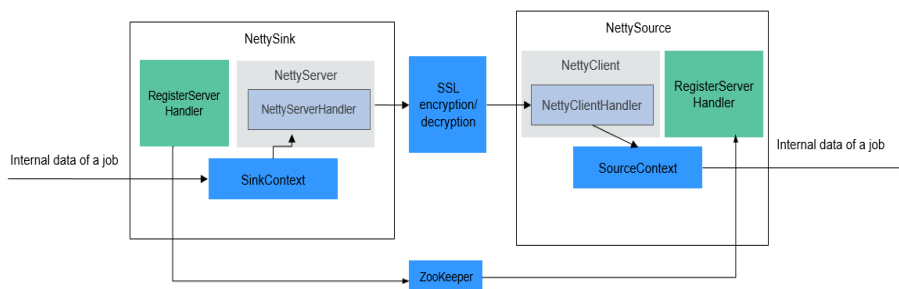 NettySink
NettySource
NettyServer
NettyClient
RegisterServer
Handler
NettyServerHandler
SSL
encryption/
decryption
NettyClientHandler
RegisterServer
Handler
Internal data of a job
SinkContext
SourceContext
Internal data of a job
ZooKeeper